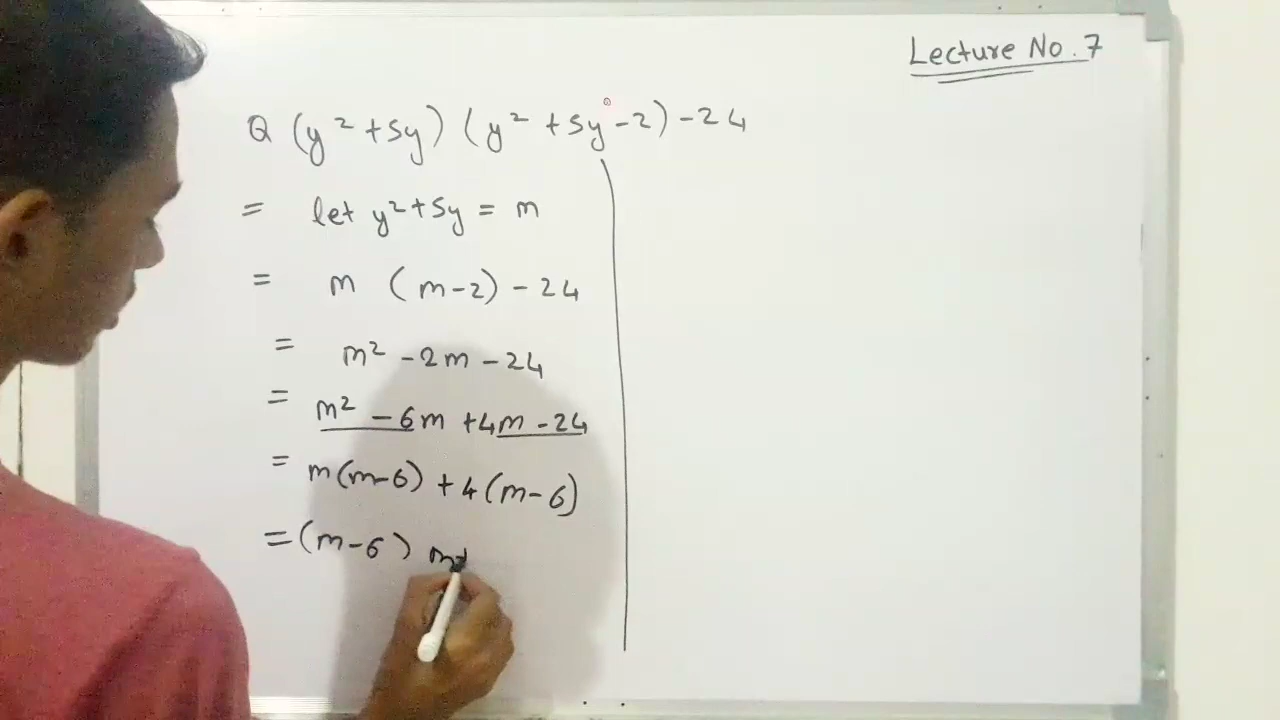 Lecture No. 7
Q (y² + 5y) (y² + 5y - 2) - 24
= let y² + 5y = m
= m (m - 2) - 24
= m² - 2m - 24
= m² - 6m + 4m - 24
= m(m - 6) + 4(m - 6)
= (m - 6) m+